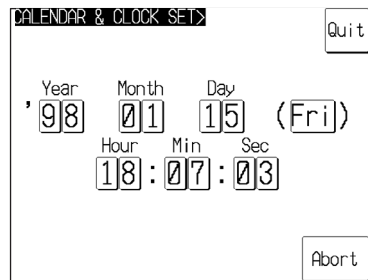 CALENDAR & CLOCK SET>
Quit
Year Month Day
'98 01 15 (Fri)
Hour Min Sec
18:07:03
Abort